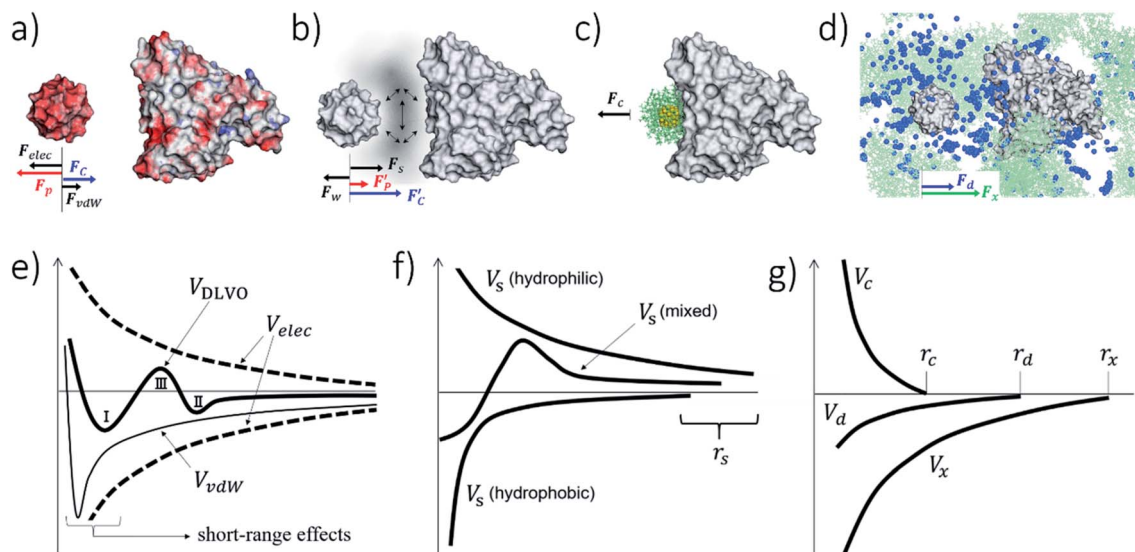 a)
F_elec
F_p
F_C
F_vdW
b)
F_s
F_w
F'_P
F'_C
c)
F_c
d)
F_d
F_x
e)
V_DLVO
V_elec
III
I
II
V_vdW
short-range effects
f)
V_s (hydrophilic)
V_s (mixed)
r_s
V_s (hydrophobic)
g)
V_c
r_c
r_d
r_x
V_d
V_x